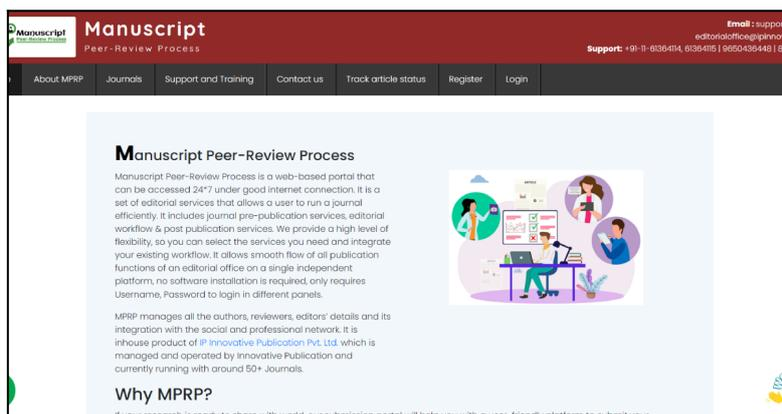 Manuscript
Peer-Review Process
Manuscript
Peer-Review Process
Email : suppor
editorialoffice@ipinnov
Support: +91-11-61364114, 61364115 | 9650436448 | 8
About MPRP Journals Support and Training Contact us Track article status Register Login
Manuscript Peer-Review Process
Manuscript Peer-Review Process is a web-based portal that
can be accessed 24*7 under good internet connection. It is a
set of editorial services that allows a user to run a journal
efficiently. It includes journal pre-publication services, editorial
workflow & post publication services. We provide a high level of
flexibility, so you can select the services you need and integrate
your existing workflow. It allows smooth flow of all publication
functions of an editorial office on a single independent
platform, no software installation is required, only requires
Username, Password to login in different panels.
ARTICLE
MPRP manages all the authors, reviewers, editors' details and its
integration with the social and professional network. It is
inhouse product of IP Innovative Publication Pvt. Ltd. which is
managed and operated by Innovative Publication and
currently running with around 50+ Journals.
Why MPRP?